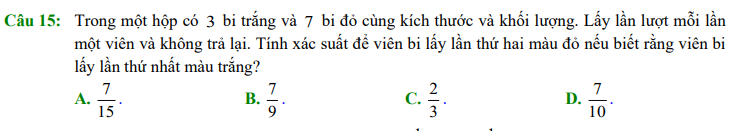 Câu 15: Trong một hộp có 3 bi trắng và 7 bi đỏ cùng kích thước và khối lượng. Lấy lần lượt mỗi lần
một viên và không trả lại. Tính xác suất để viên bi lấy lần thứ hai màu đỏ nếu biết rằng viên bi
lấy lần thứ nhất màu trắng?
A. 7/15. B. 7/9. C. 2/3. D. 7/10.